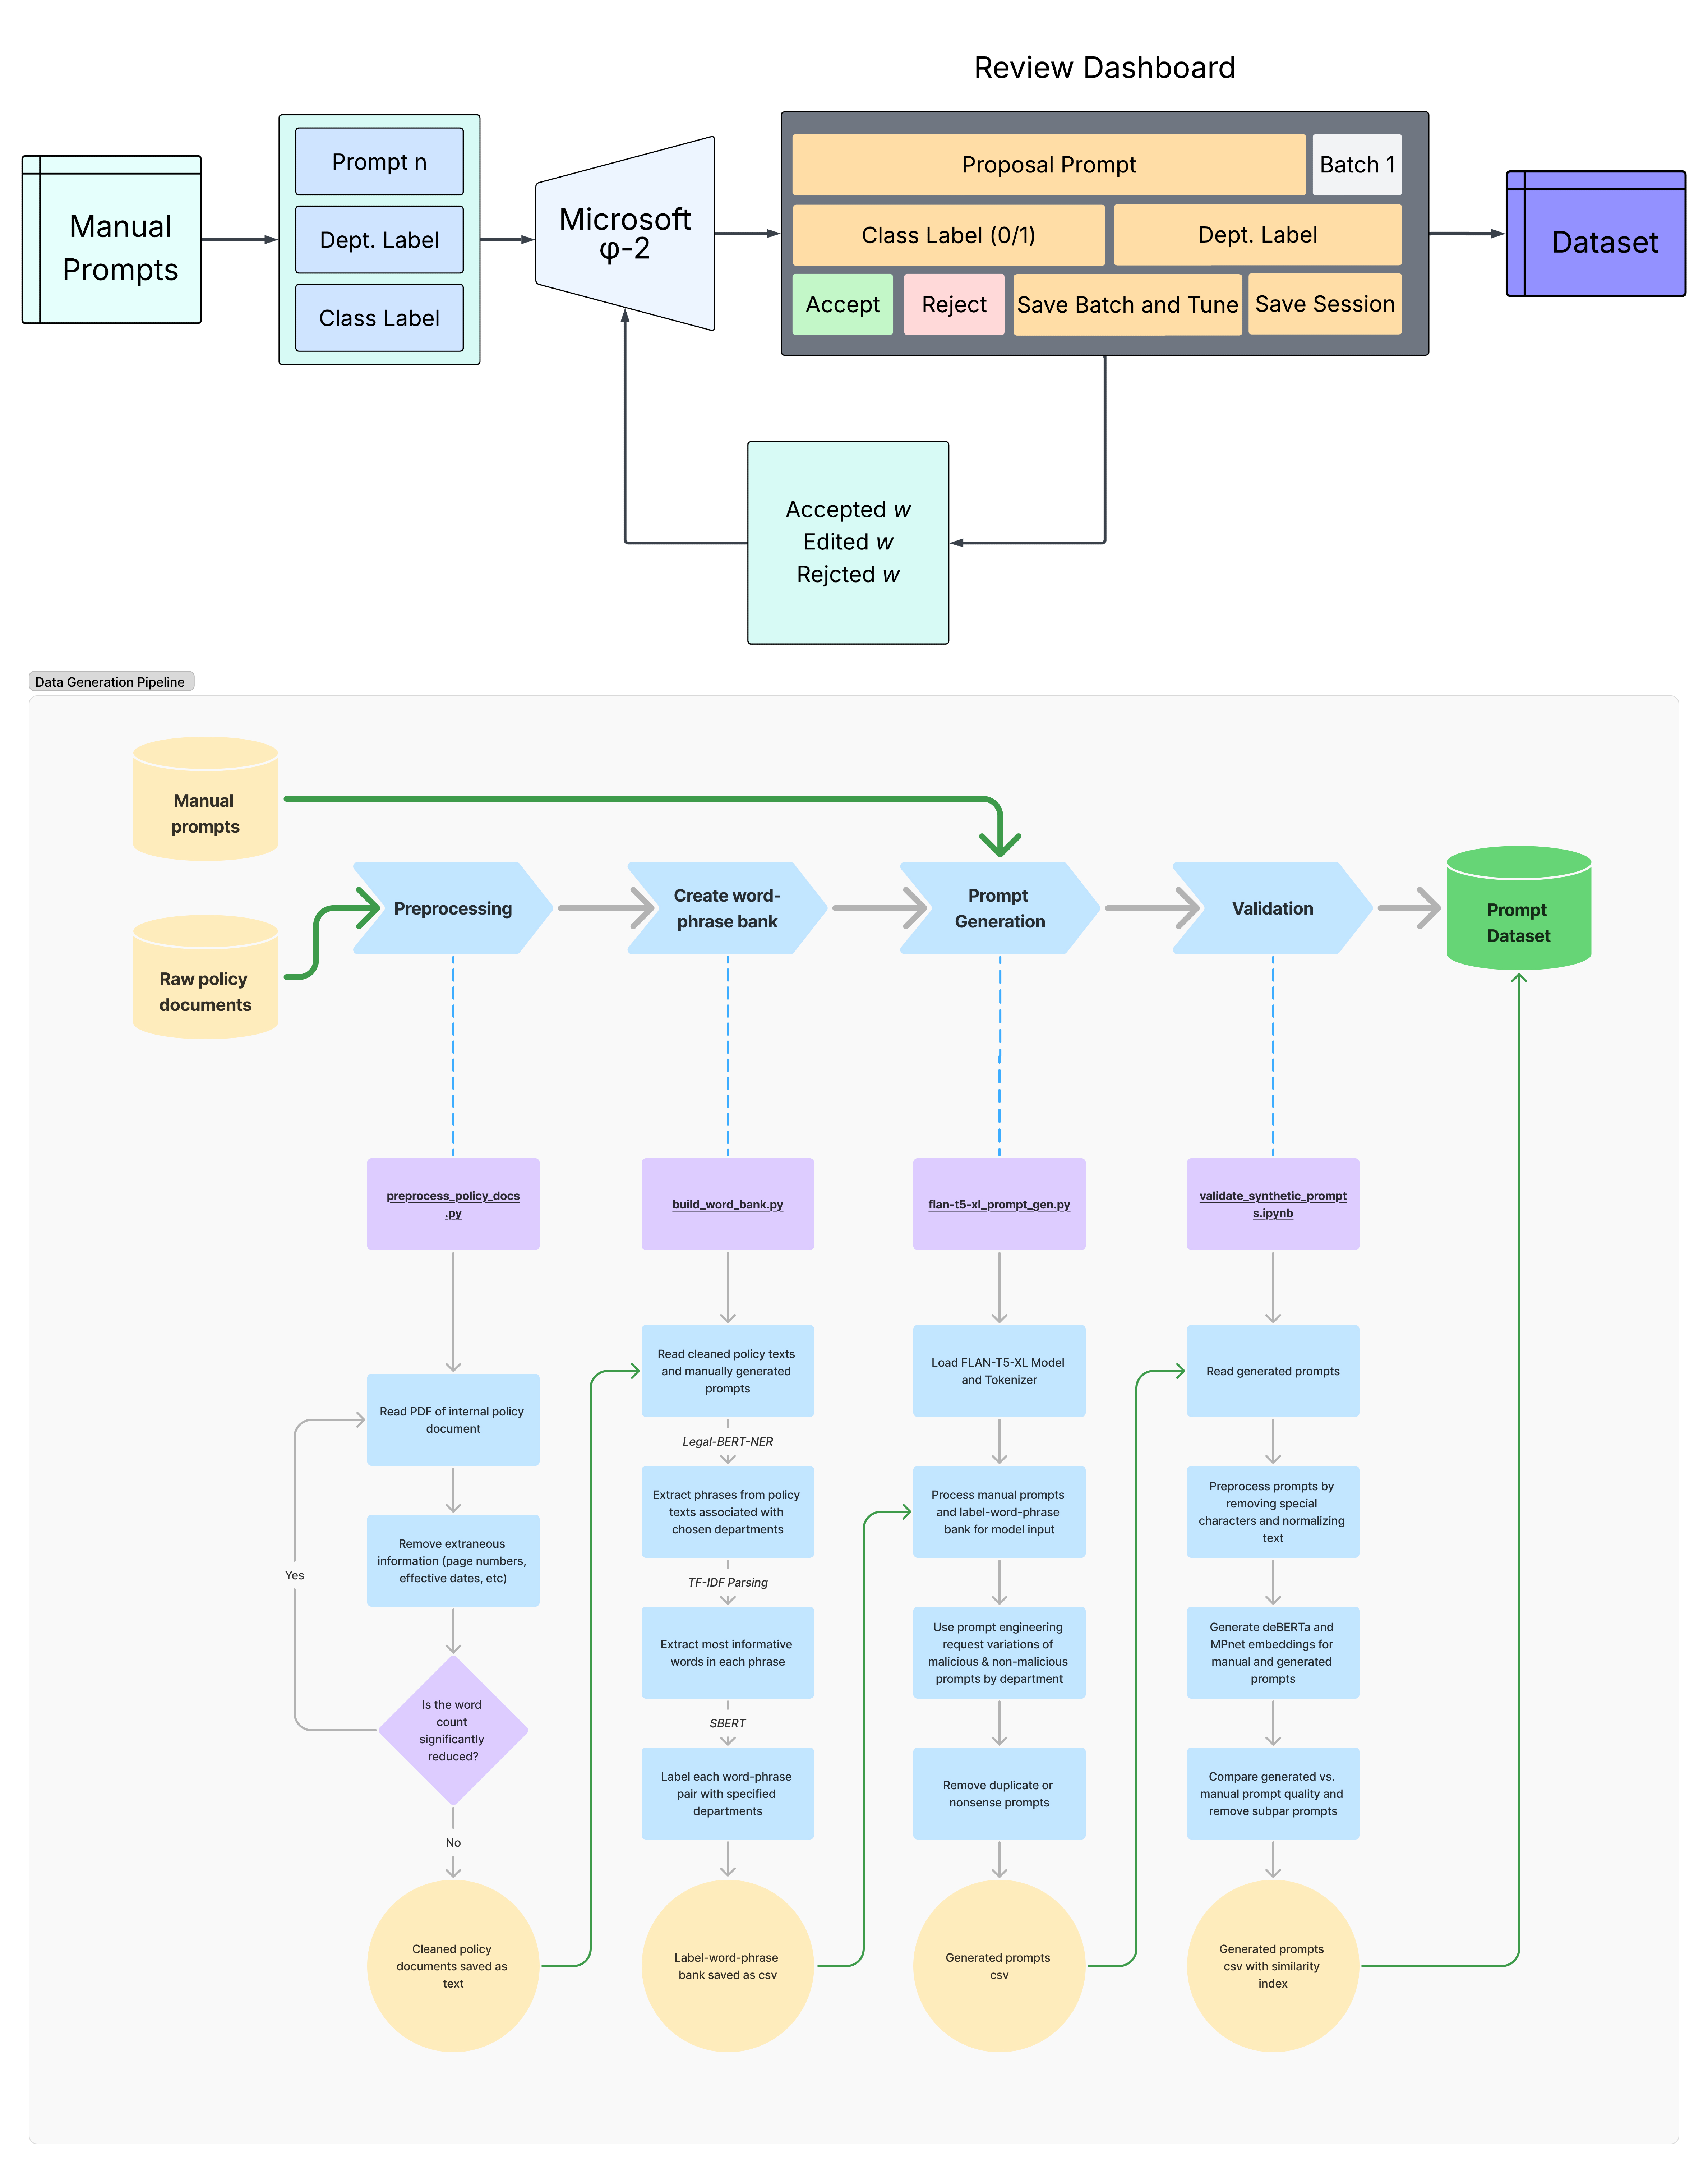 Review Dashboard
Manual
Prompts
Prompt n
Dept. Label
Class Label
Microsoft
φ-2
Proposal Prompt
Batch 1
Class Label (0/1)
Dept. Label
Accept
Reject
Save Batch and Tune
Save Session
Dataset
Accepted w
Edited w
Rejcted w
Data Generation Pipeline
Manual
prompts
Raw policy
documents
Preprocessing
Create word-
phrase bank
Prompt
Generation
Validation
Prompt
Dataset
preprocess_policy_docs
.py
Read PDF of internal policy
document
Remove extraneous
information (page numbers,
effective dates, etc)
Yes
Is the word
count
significantly
reduced?
No
Cleaned policy
documents saved as
text
build_word_bank.py
Read cleaned policy texts
and manually generated
prompts
Legal-BERT-NER
Extract phrases from policy
texts associated with
chosen departments
TF-IDF Parsing
Extract most informative
words in each phrase
SBERT
Label each word-phrase
pair with specified
departments
Label-word-phrase
bank saved as csv
flan-t5-xl_prompt_gen.py
Load FLAN-T5-XL Model
and Tokenizer
Process manual prompts
and label-word-phrase
bank for model input
Use prompt engineering
request variations of
malicious & non-malicious
prompts by department
Remove duplicate or
nonsense prompts
Generated prompts
csv
validate_synthetic_prompt
s.ipynb
Read generated prompts
Preprocess prompts by
removing special
characters and normalizing
text
Generate deBERTa and
MPnet embeddings for
manual and generated
prompts
Compare generated vs.
manual prompt quality and
remove subpar prompts
Generated prompts
csv with similarity
index